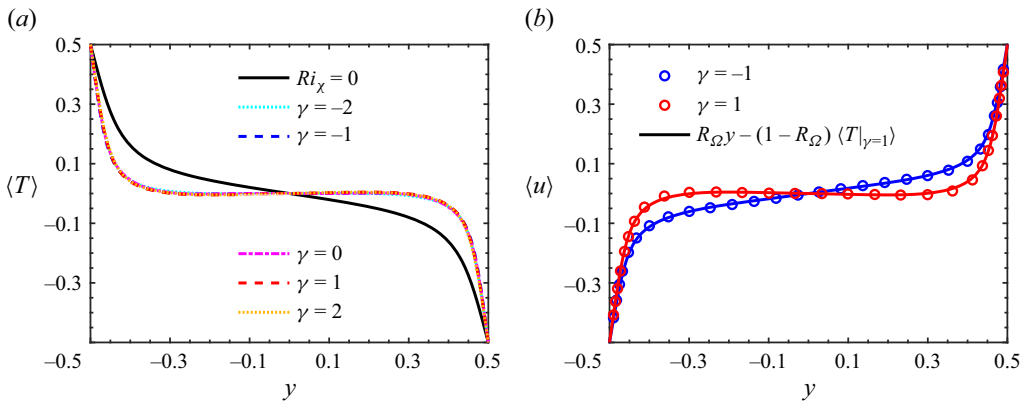 (a)
0.5
0.3
0.1
⟨T⟩
–0.1
–0.3
–0.5
–0.3
–0.1
0.1
0.3
0.5
y
Ri_χ = 0
γ = –2
γ = –1
γ = 0
γ = 1
γ = 2
(b)
0.5
0.3
0.1
⟨u⟩
–0.1
–0.3
–0.5
–0.3
–0.1
0.1
0.3
0.5
y
γ = –1
γ = 1
R_Ω y – (1 – R_Ω) ⟨T|_{γ=1}⟩